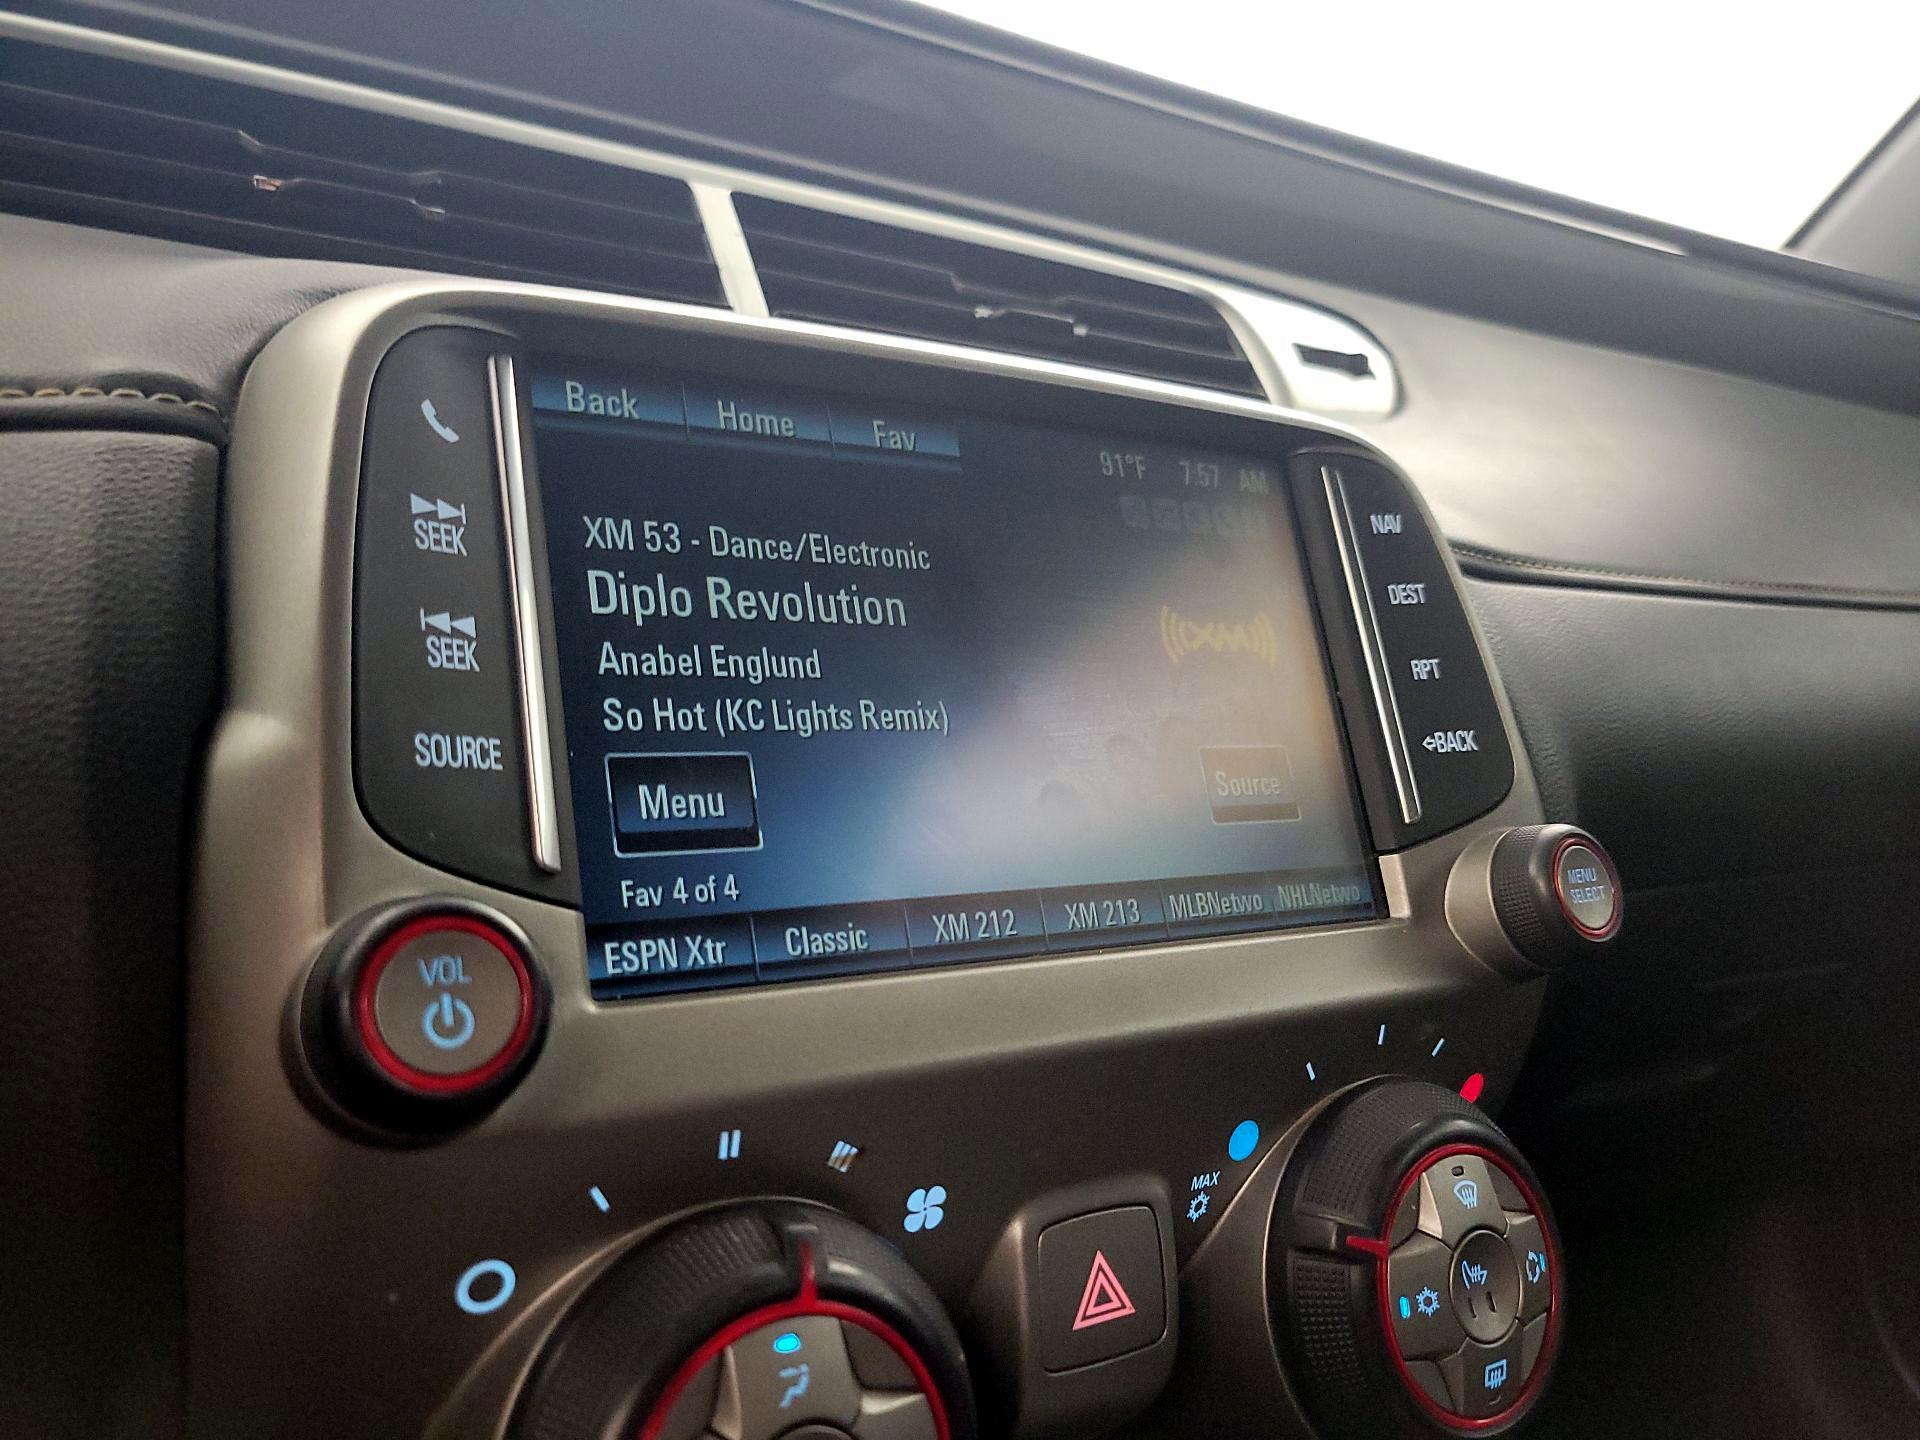 Back Home Fav
91°F 7:57 AM
XM 53 - Dance/Electronic
Diplo Revolution
Anabel Englund
So Hot (KC Lights Remix)
((XM))
Menu
Source
Fav 4 of 4
ESPN Xtr Classic XM 212 XM 213 MLBNetwo NHLNetwo
SEEK
SEEK
SOURCE
NAV
DEST
RPT
BACK
VOL
MENU
SELECT
MAX